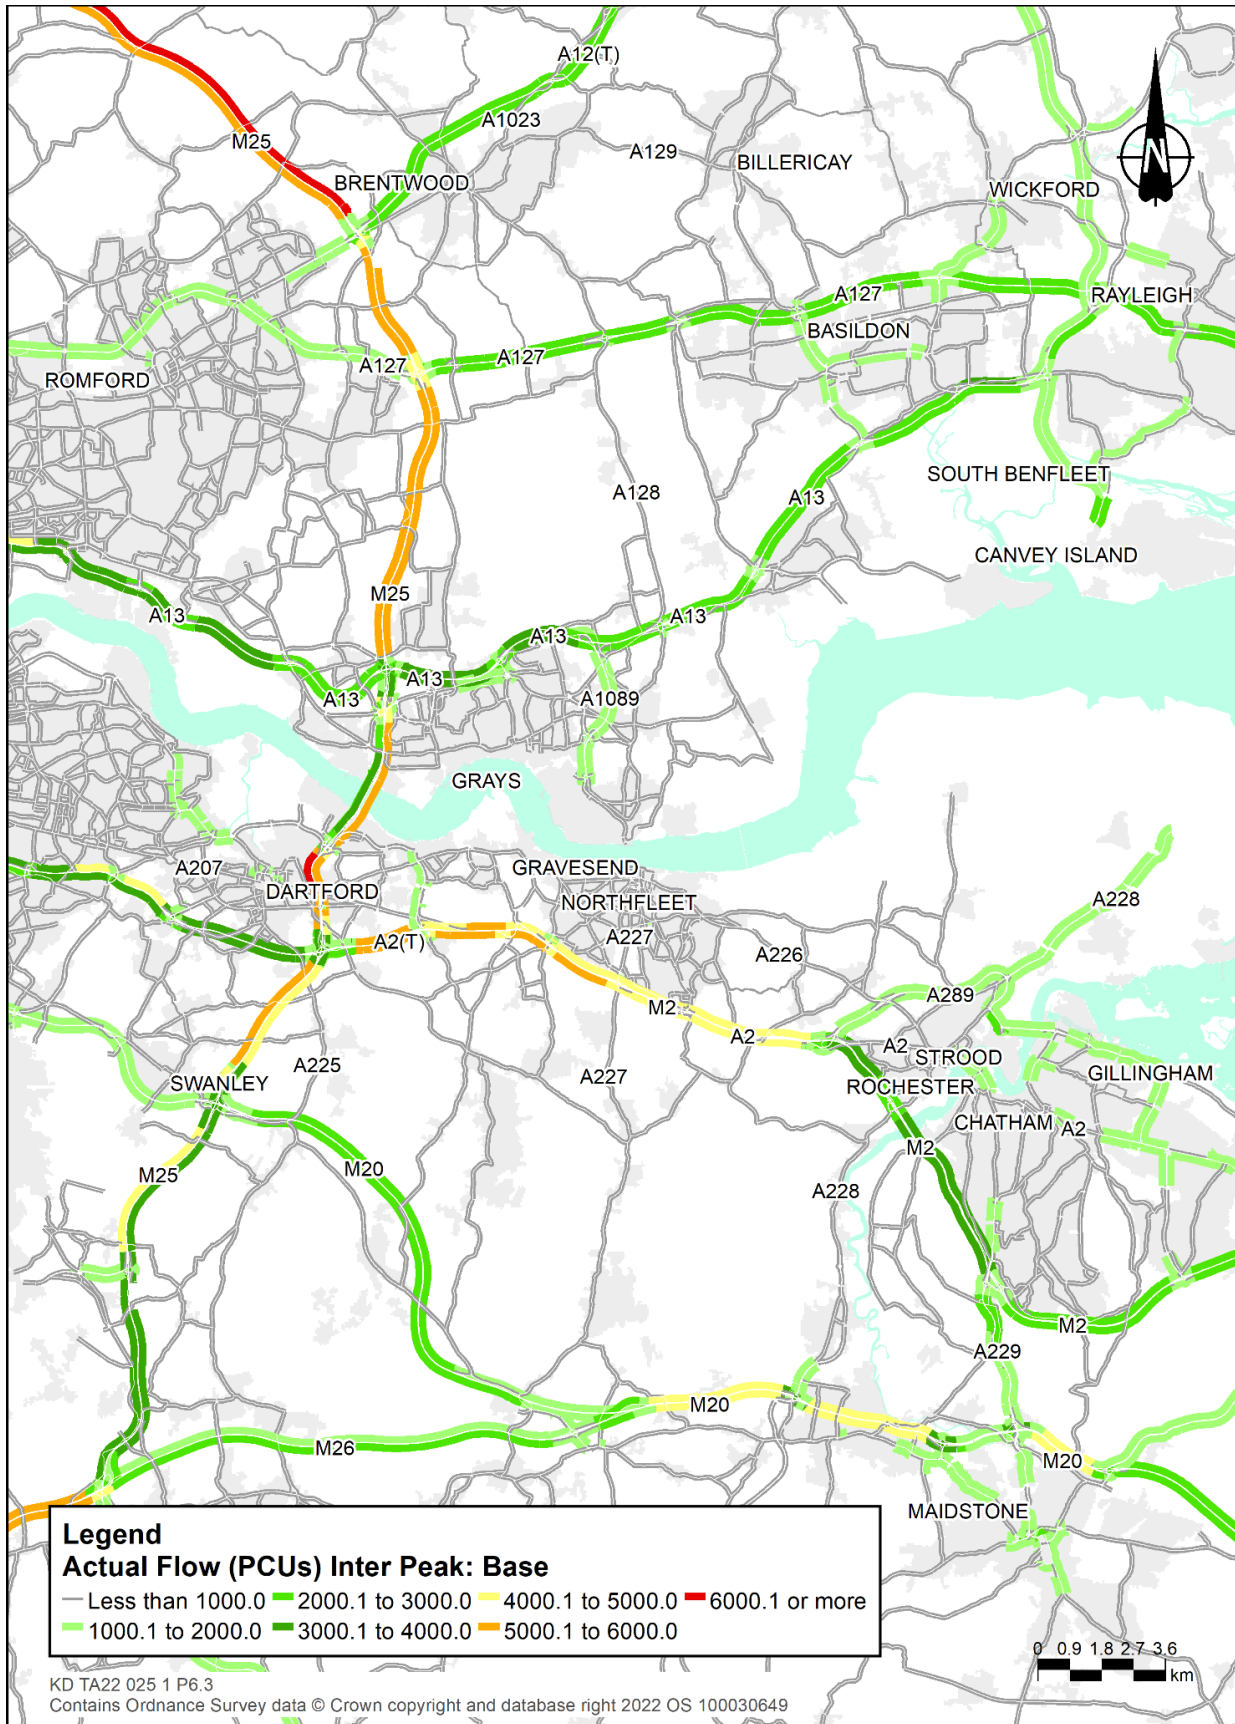 A12(T)
A1023
M25
A129
BILLERICAY
N
BRENTWOOD
WICKFORD
A127
RAYLEIGH
BASILDON
A127
A127
ROMFORD
SOUTH BENFLEET
A128
A13
CANVEY ISLAND
M25
A13
A13
A13
A13
A13
A1089
GRAYS
A207
GRAVESEND
DARTFORD
NORTHFLEET
A228
A2(T)
A227
A226
A289
M2
A2
A2
STROOD
A225
A227
SWANLEY
ROCHESTER
GILLINGHAM
CHATHAM
A2
M2
M20
M25
A228
M2
A229
M20
M26
M20
MAIDSTONE
Legend
Actual Flow (PCUs) Inter Peak: Base
Less than 1000.0 2000.1 to 3000.0 4000.1 to 5000.0 6000.1 or more
1000.1 to 2000.0 3000.1 to 4000.0 5000.1 to 6000.0
0 0.9 1.8 2.7 3.6
km
KD TA22 025 1 P6.3
Contains Ordnance Survey data © Crown copyright and database right 2022 OS 100030649